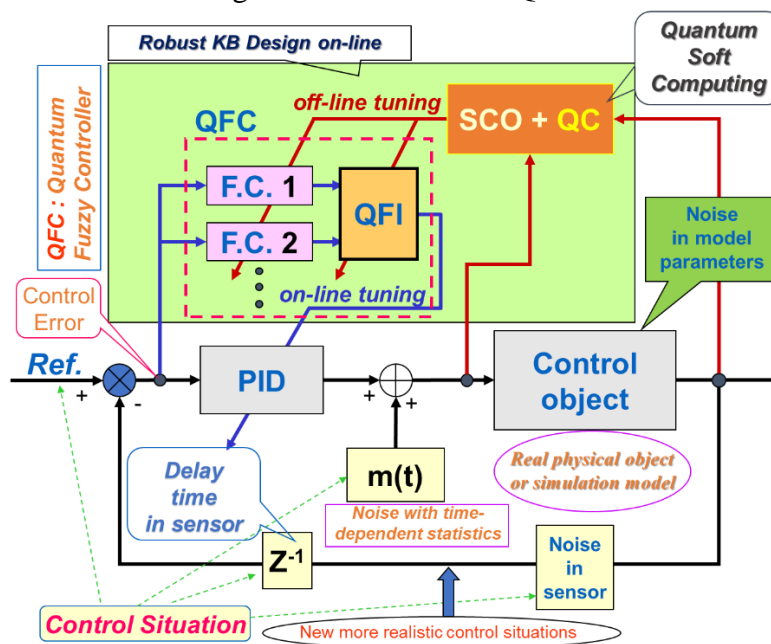 Robust KB Design on-line
Quantum
Soft
Computing
QFC : Quantum
Fuzzy Controller
QFC
off-line tuning
SCO + QC
F.C. 1
F.C. 2
QFI
on-line tuning
Noise
in model
parameters
Control
Error
Ref.
+
-
PID
+
+
Control
object
Delay
time
in sensor
m(t)
Noise with time-
dependent statistics
Real physical object
or simulation model
Z-1
Noise
in
sensor
Control Situation
New more realistic control situations